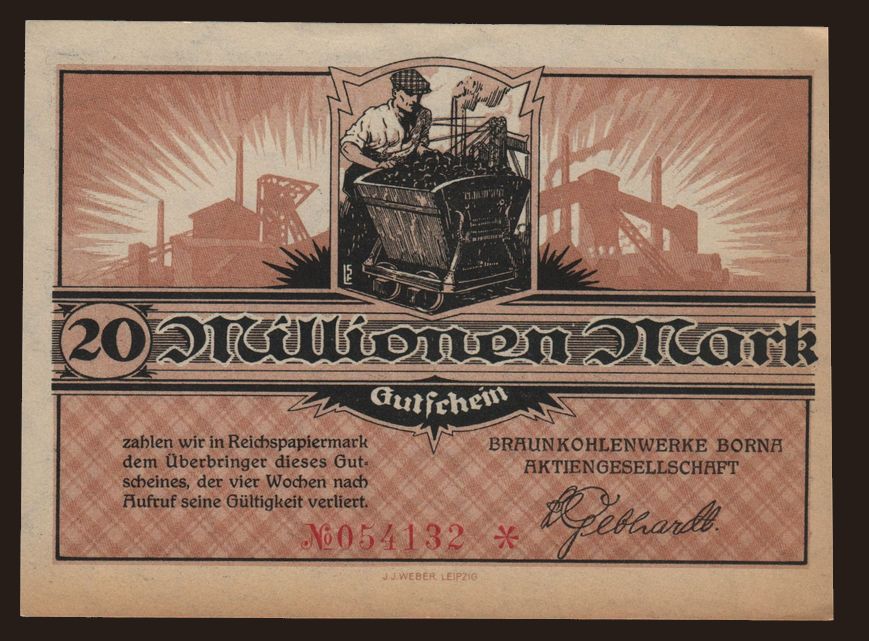 20 Millionen Mark
Gutschein
zahlen wir in Reichspapiermark
dem Überbringer dieses Gut-
scheines, der vier Wochen nach
Aufruf seine Gültigkeit verliert.
BRAUNKOHLENWERKE BORNA
AKTIENGESELLSCHAFT
Gebhardt.
№054132 *
J.J. WEBER, LEIPZIG